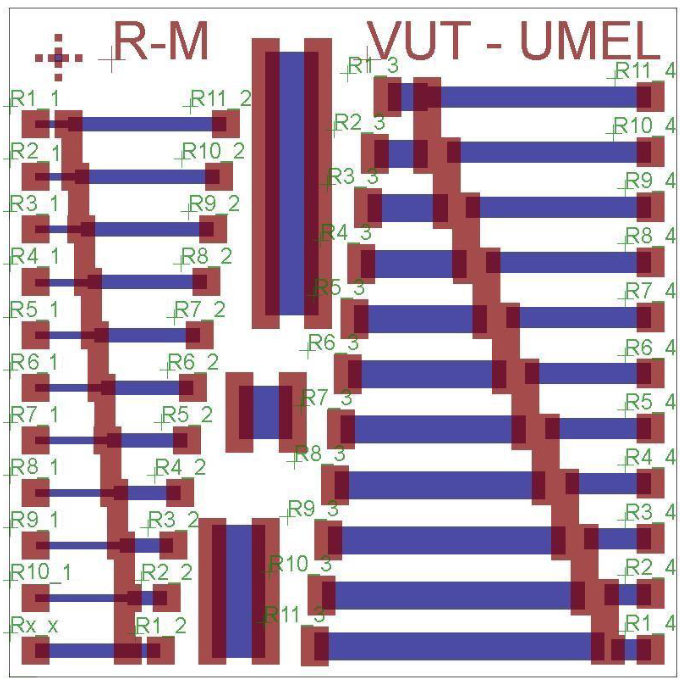 R-M VUT - UMEL
R1_3 R11_4
R1_1 R11_2
R2_3 R10_4
R2_1 R10_2
R3_3 R9_4
R3_1 R9_2
R4_3 R8_4
R4_1 R8_2
R5_3 R7_4
R5_1 R7_2
R6_3 R6_4
R6_1 R6_2
R7_3 R5_4
R7_1 R5_2
R8_3 R4_4
R8_1 R4_2
R9_3 R3_4
R9_1 R3_2
R10_3 R2_4
R10_1 R2_2
R11_3 R1_4
Rx_x R1_2